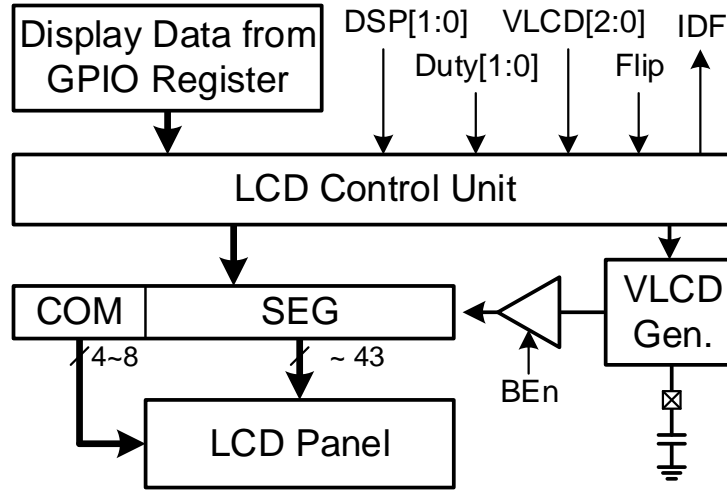 Display Data from
GPIO Register
DSP[1:0]
VLCD[2:0]
IDF
Duty[1:0]
Flip
LCD Control Unit
COM
SEG
VLCD
Gen.
4~8
~ 43
BEn
LCD Panel